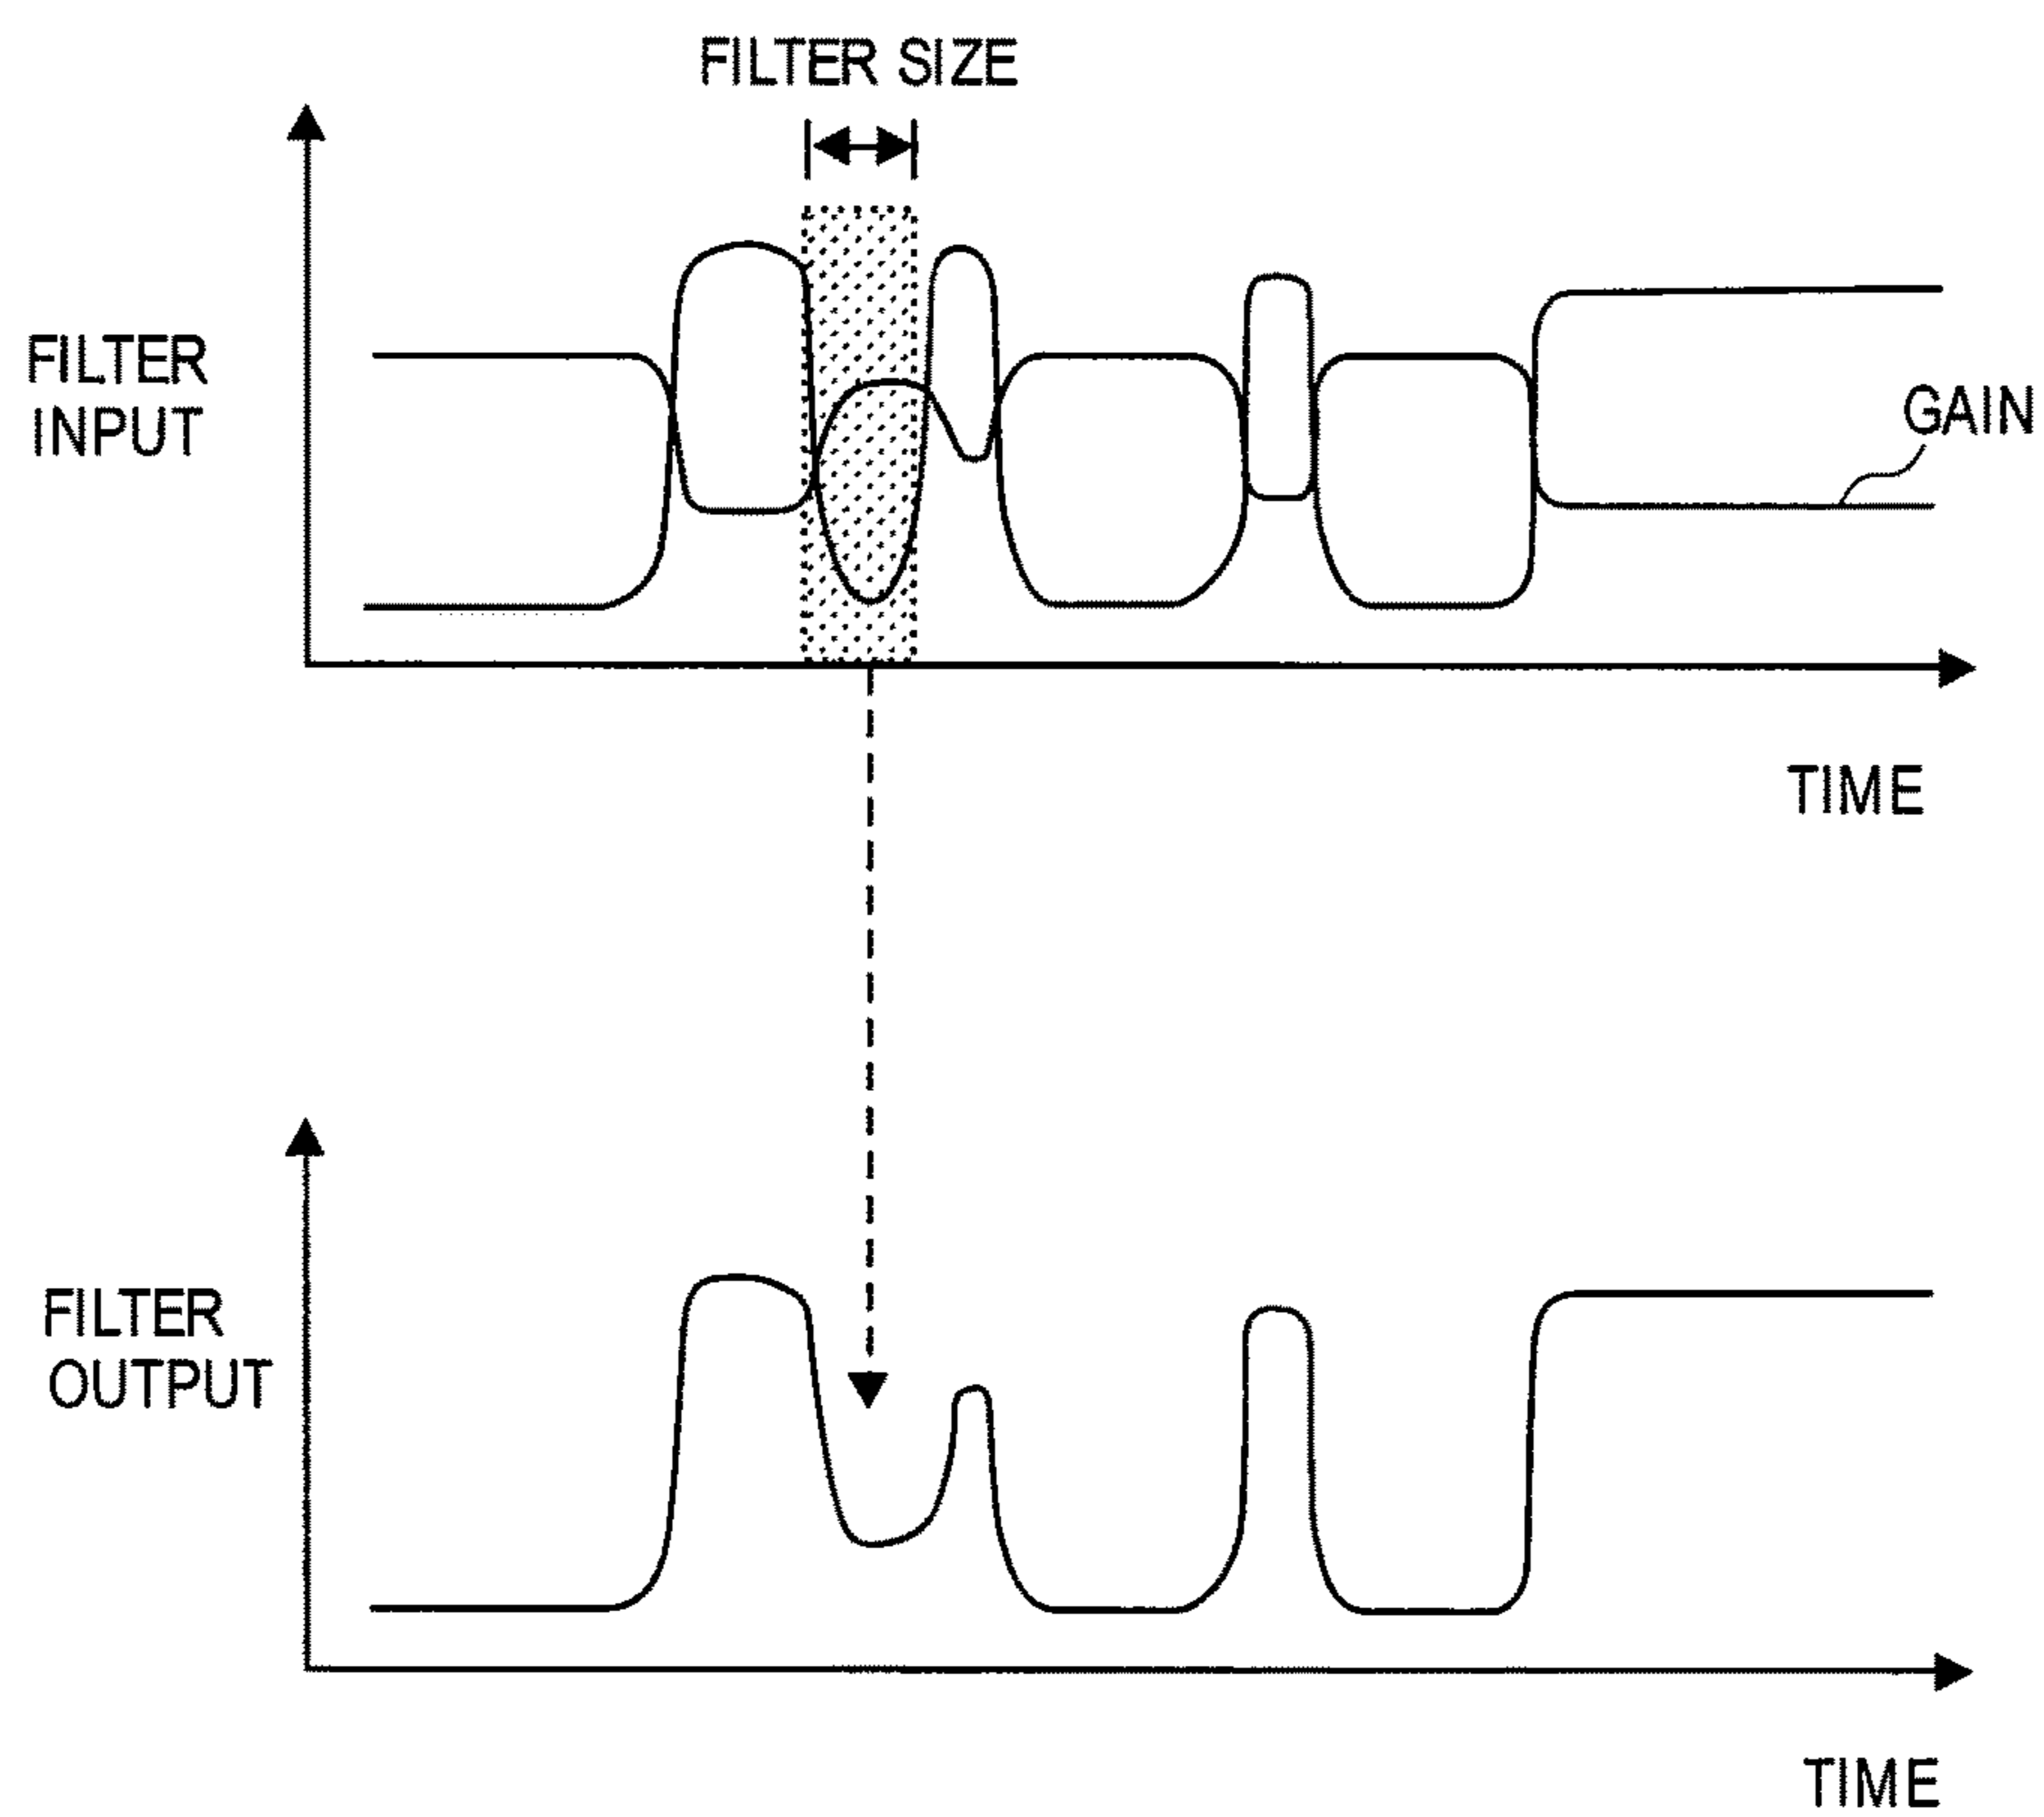 FILTER SIZE
FILTER
INPUT
GAIN
TIME
FILTER
OUTPUT
TIME